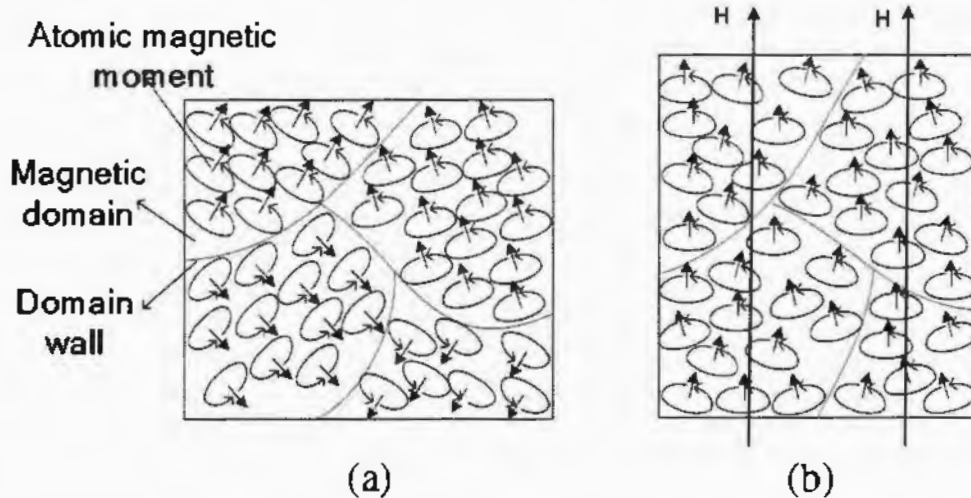 Atomic magnetic
moment
Magnetic
domain
Domain
wall
(a)
H
H
(b)